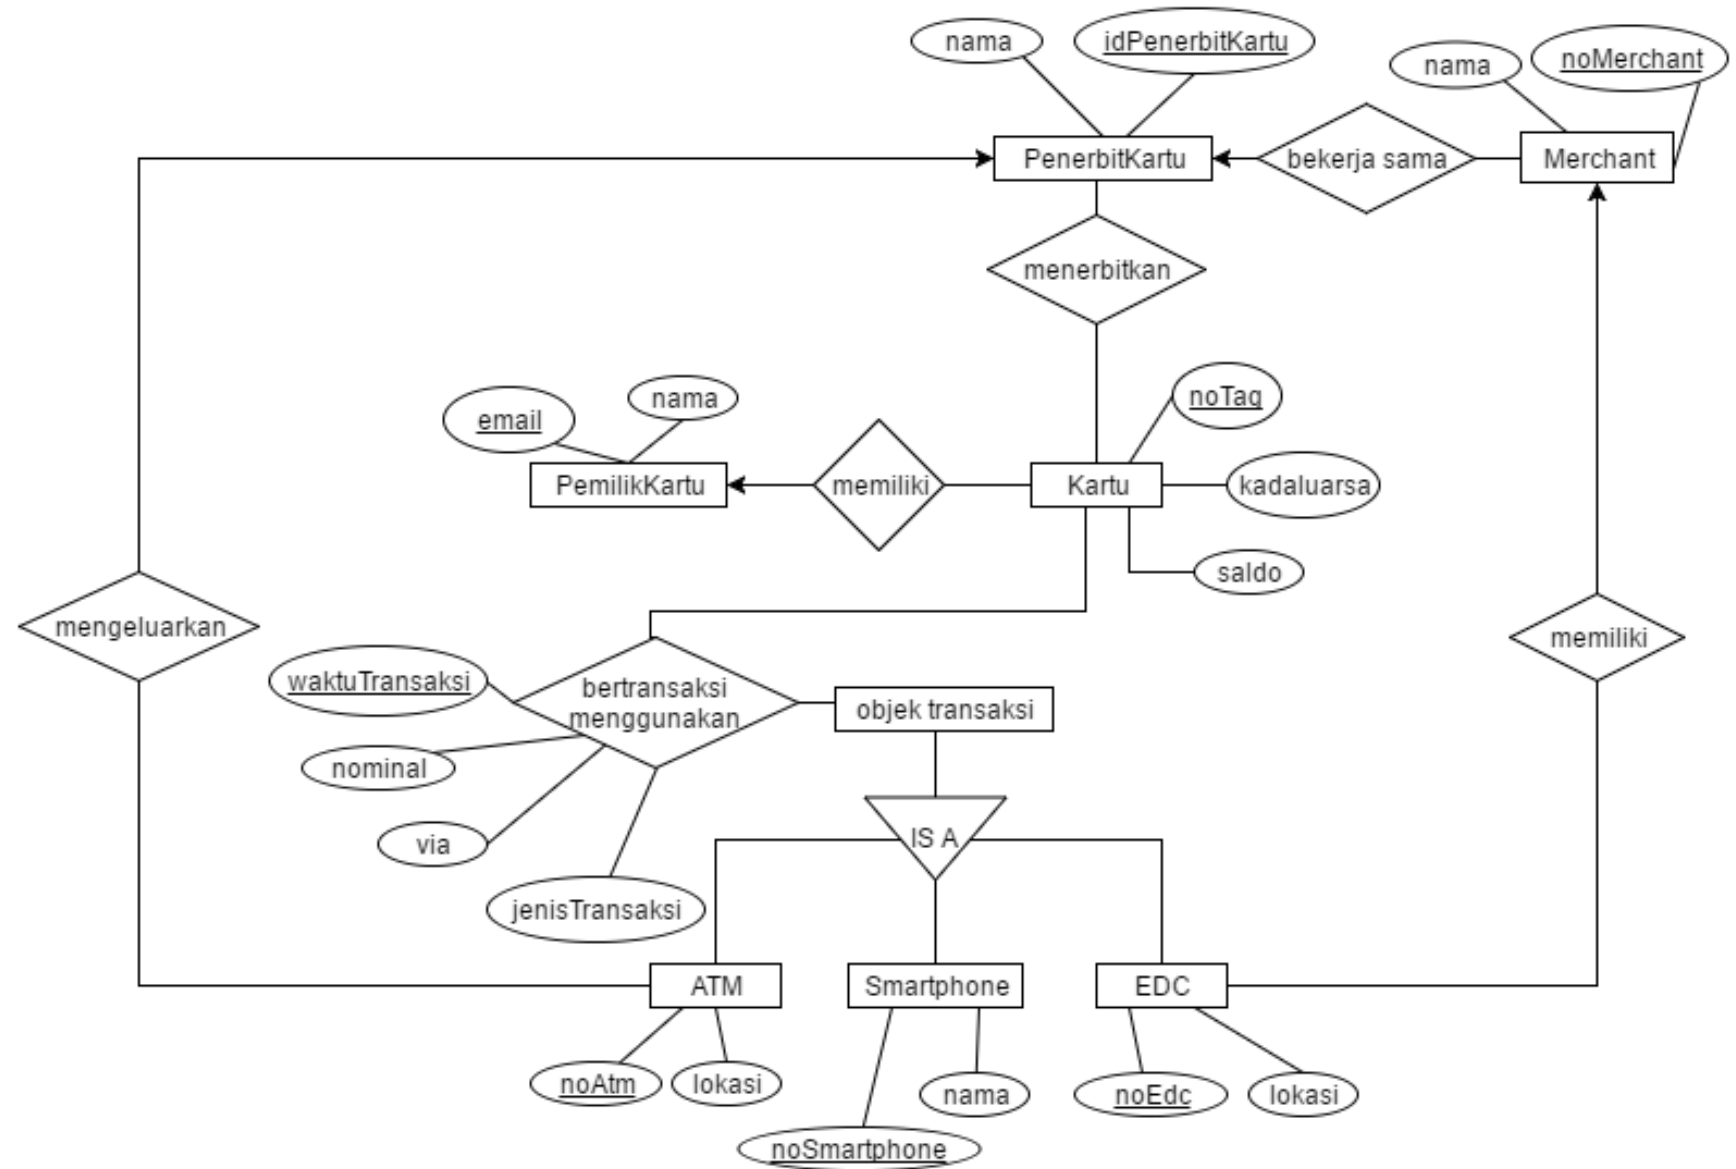 nama
idPenerbitKartu
nama
noMerchant
PenerbitKartu
bekerja sama
Merchant
menerbitkan
email
nama
noTag
PemilikKartu
memiliki
Kartu
kadaluarsa
saldo
mengeluarkan
memiliki
waktuTransaksi
bertransaksi
menggunakan
objek transaksi
nominal
via
IS A
jenisTransaksi
ATM
Smartphone
EDC
noAtm
lokasi
nama
noEdc
lokasi
noSmartphone